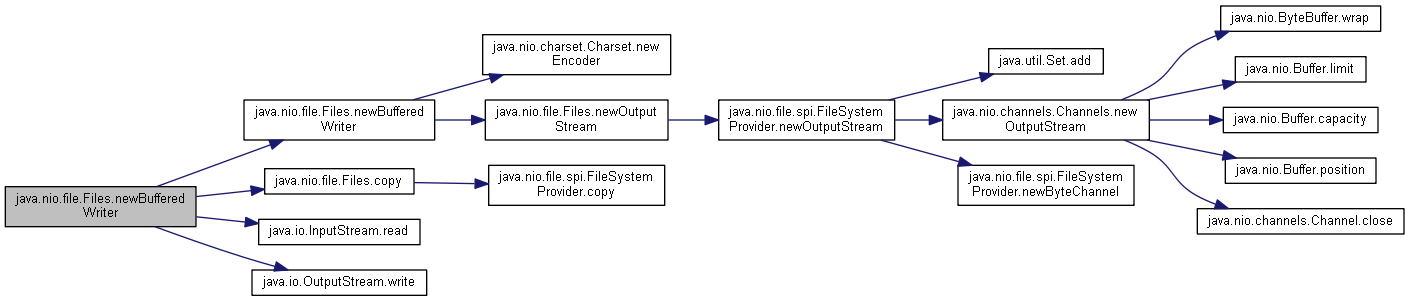 java.nio.file.Files.newBuffered
Writer
java.nio.file.Files.newBuffered
Writer
java.nio.file.Files.copy
java.io.InputStream.read
java.io.OutputStream.write
java.nio.charset.Charset.new
Encoder
java.nio.file.Files.newOutput
Stream
java.nio.file.spi.FileSystem
Provider.copy
java.nio.file.spi.FileSystem
Provider.newOutputStream
java.util.Set.add
java.nio.channels.Channels.new
OutputStream
java.nio.file.spi.FileSystem
Provider.newByteChannel
java.nio.ByteBuffer.wrap
java.nio.Buffer.limit
java.nio.Buffer.capacity
java.nio.Buffer.position
java.nio.channels.Channel.close